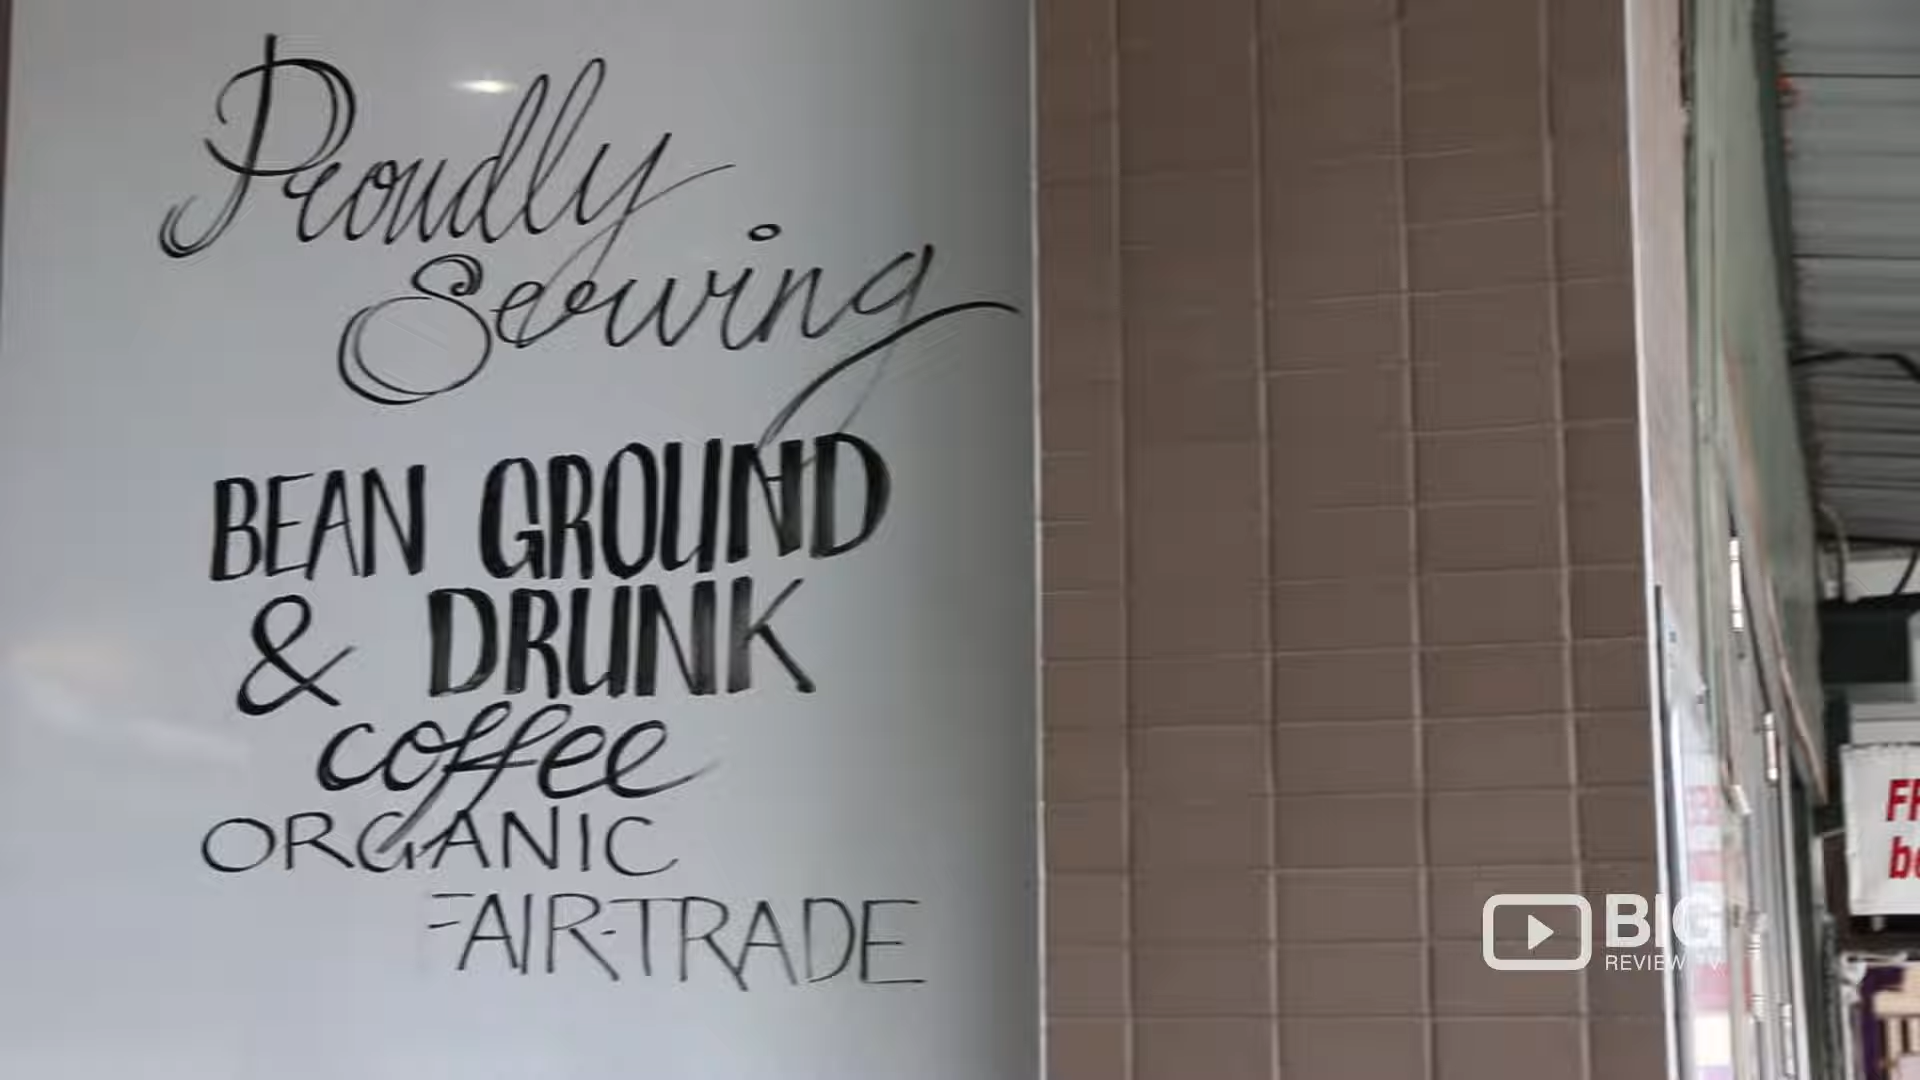 Proudly
Serving
BEAN GROUND
& DRUNK
coffee
ORGANIC
FAIR-TRADE
BIG
REVIEW TV